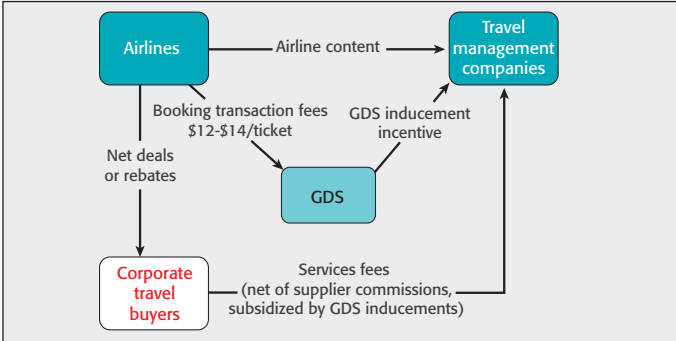 Airlines
Airline content
Travel
management
companies
Booking transaction fees
$12-$14/ticket
GDS inducement
incentive
Net deals
or rebates
GDS
Corporate
travel
buyers
Services fees
(net of supplier commissions,
subsidized by GDS inducements)